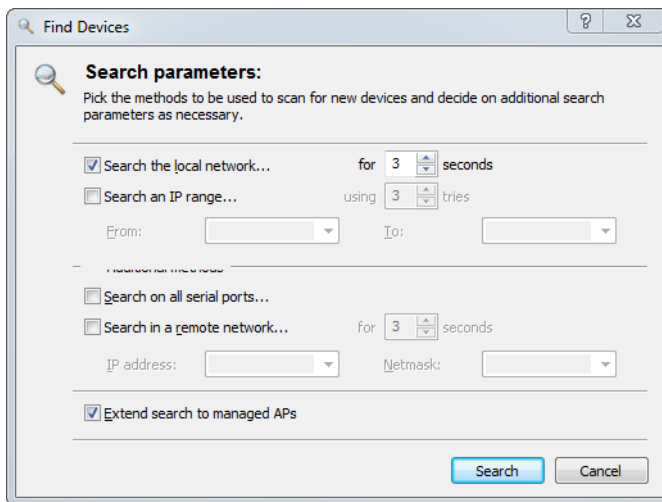 Find Devices
Search parameters:
Pick the methods to be used to scan for new devices and decide on additional search
parameters as necessary.
Search the local network... for 3 seconds
Search an IP range... using 3 tries
From: To:
Additional methods
Search on all serial ports...
Search in a remote network... for 3 seconds
IP address: Netmask:
Extend search to managed APs
Search Cancel